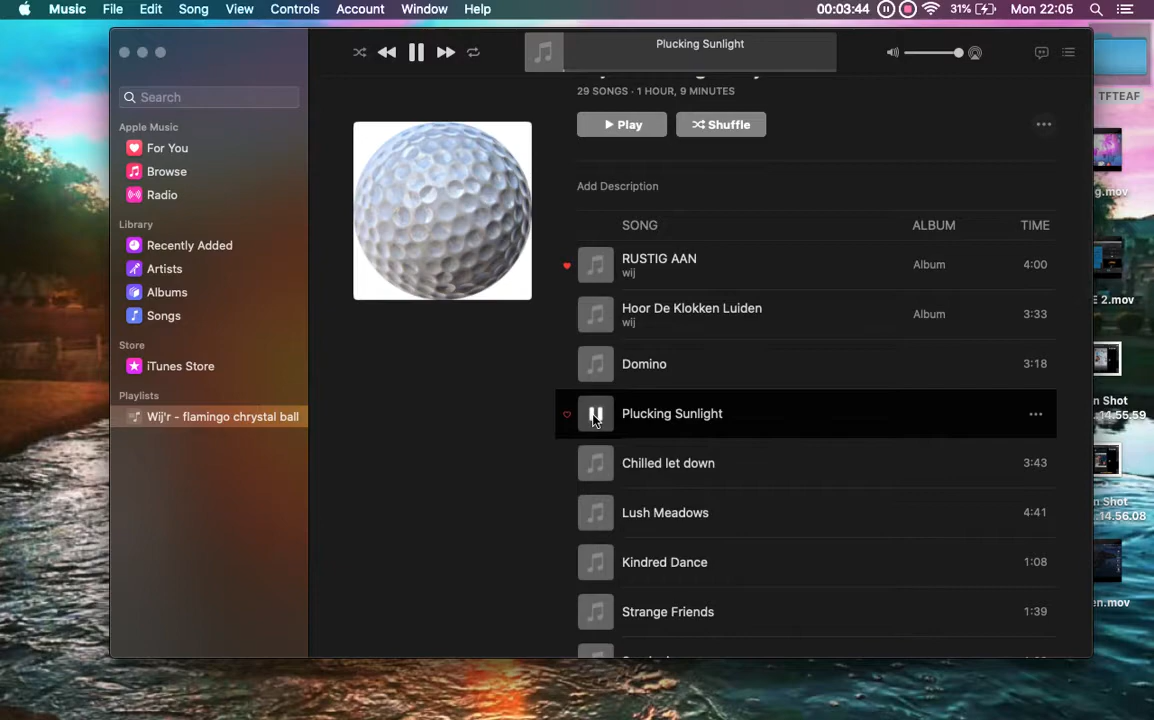 Music File Edit Song View Controls Account Window Help 00:03:44 31% Mon 22:05
Plucking Sunlight
Search
Apple Music
For You
Browse
Radio
Library
Recently Added
Artists
Albums
Songs
Store
iTunes Store
Playlists
Wij'r - flamingo chrystal ball
29 SONGS · 1 HOUR, 9 MINUTES
Play Shuffle
Add Description
SONG ALBUM TIME
RUSTIG AAN Album 4:00
wij
Hoor De Klokken Luiden Album 3:33
wij
Domino 3:18
Plucking Sunlight
Chilled let down 3:43
Lush Meadows 4:41
Kindred Dance 1:08
Strange Friends 1:39
TFTEAF
g.mov
E 2.mov
n Shot
14.55.59
n Shot
14.56.08
en.mov